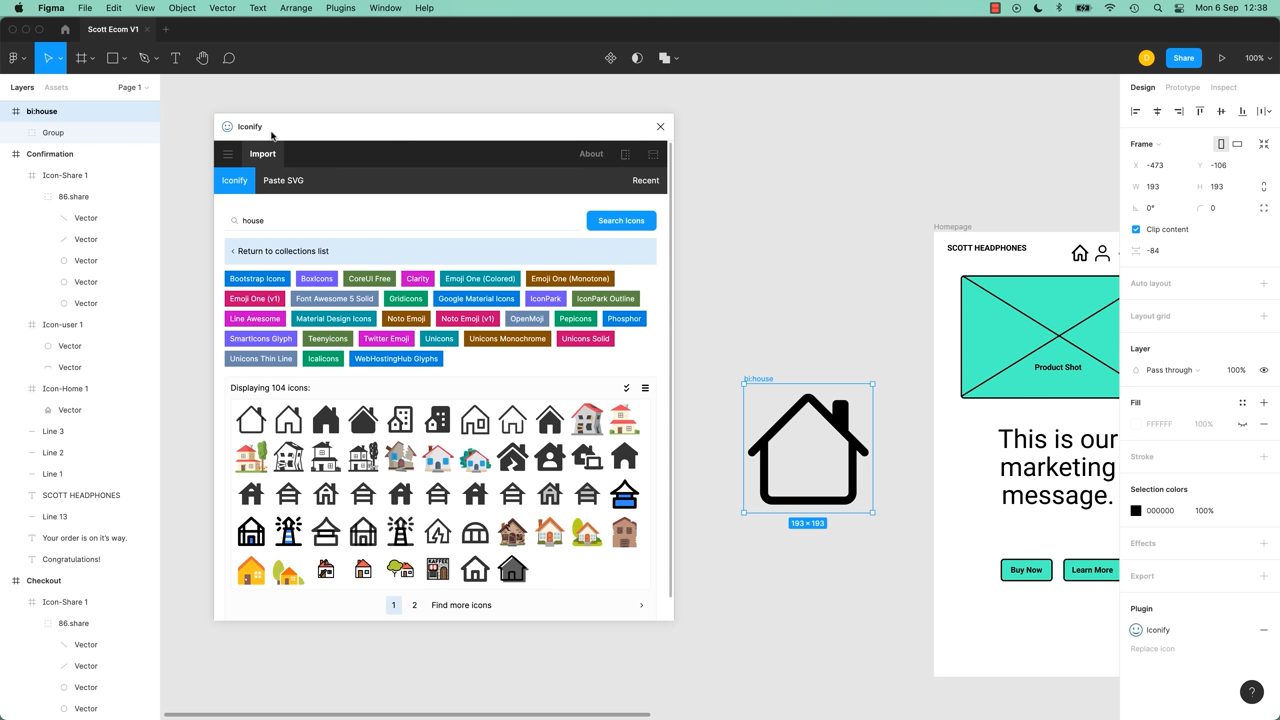 Figma File Edit View Object Vector Text Arrange Plugins Window Help Mon 6 Sep 12:38
Scott Ecom V1
D Share 100%
Layers Assets Page 1
bi:house
Group
Confirmation
Icon-Share 1
86.share
Vector
Vector
Vector
Vector
Vector
Icon-user 1
Vector
Vector
Icon-Home 1
Vector
Line 3
Line 2
Line 1
SCOTT HEADPHONES
Line 13
Your order is on it's way.
Congratulations!
Checkout
Icon-Share 1
86.share
Vector
Vector
Vector
Vector
Iconify
Import About
Iconify Paste SVG Recent
house Search Icons
Return to collections list
Bootstrap Icons BoxIcons CoreUI Free Clarity Emoji One (Colored) Emoji One (Monotone)
Emoji One (v1) Font Awesome 5 Solid Gridicons Google Material Icons IconPark IconPark Outline
Line Awesome Material Design Icons Noto Emoji Noto Emoji (v1) OpenMoji Pepicons Phosphor
SmartIcons Glyph Teenyicons Twitter Emoji Unicons Unicons Monochrome Unicons Solid
Unicons Thin Line Icalicons WebHostingHub Glyphs
Displaying 104 icons:
KAFFEE
1 2 Find more icons
bi:house
193 × 193
Homepage
SCOTT HEADPHONES
Product Shot
This is our
marketing
message.
Buy Now Learn More
Design Prototype Inspect
Frame
X -473 Y -106
W 193 H 193
0° 0
Clip content
-84
Auto layout
Layout grid
Layer
Pass through 100%
Fill
FFFFFF 100%
Stroke
Selection colors
000000 100%
Effects
Export
Plugin
Iconify
Replace icon
?